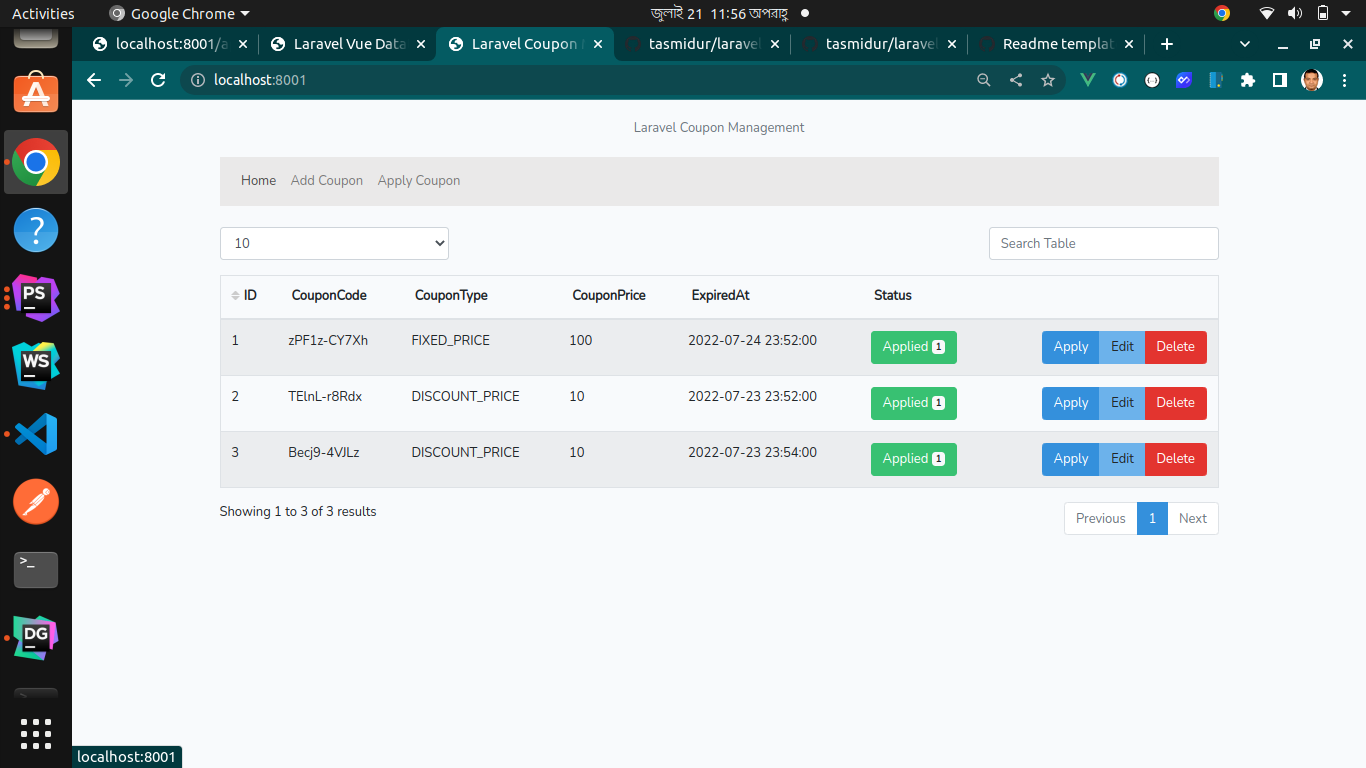 Activities Google Chrome জুলাই 21 11:56 অপরাহ্ণ
localhost:8001/a Laravel Vue Data Laravel Coupon tasmidur/laravel tasmidur/laravel Readme templat
localhost:8001
Laravel Coupon Management
Home Add Coupon Apply Coupon
10 Search Table
ID CouponCode CouponType CouponPrice ExpiredAt Status
1 zPF1z-CY7Xh FIXED_PRICE 100 2022-07-24 23:52:00 Applied 1 Apply Edit Delete
2 TElnL-r8Rdx DISCOUNT_PRICE 10 2022-07-23 23:52:00 Applied 1 Apply Edit Delete
3 Becj9-4VJLz DISCOUNT_PRICE 10 2022-07-23 23:54:00 Applied 1 Apply Edit Delete
Showing 1 to 3 of 3 results Previous 1 Next
PS
WS
>_
DG
localhost:8001